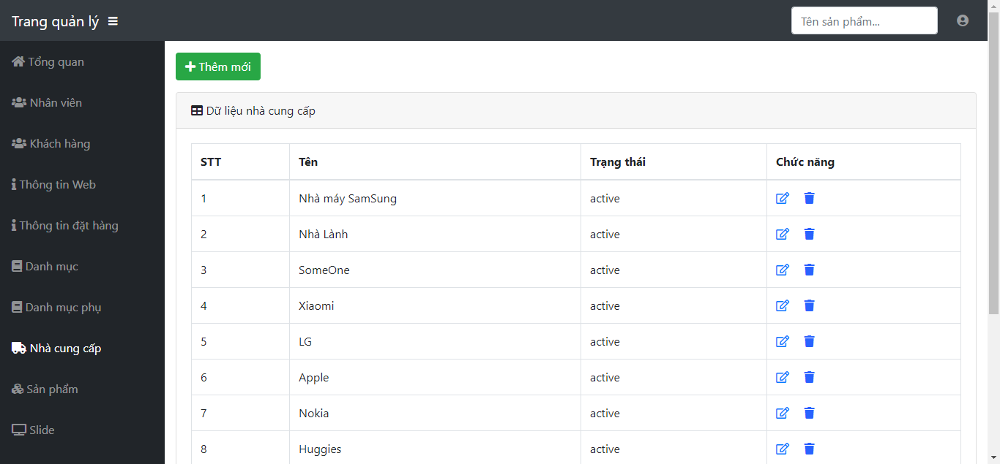 Trang quản lý
Tên sản phẩm...
Tổng quan
Nhân viên
Khách hàng
Thông tin Web
Thông tin đặt hàng
Danh mục
Danh mục phụ
Nhà cung cấp
Sản phẩm
Slide
Thêm mới
Dữ liệu nhà cung cấp
STT Tên Trạng thái Chức năng
1 Nhà máy SamSung active
2 Nhà Lành active
3 SomeOne active
4 Xiaomi active
5 LG active
6 Apple active
7 Nokia active
8 Huggies active